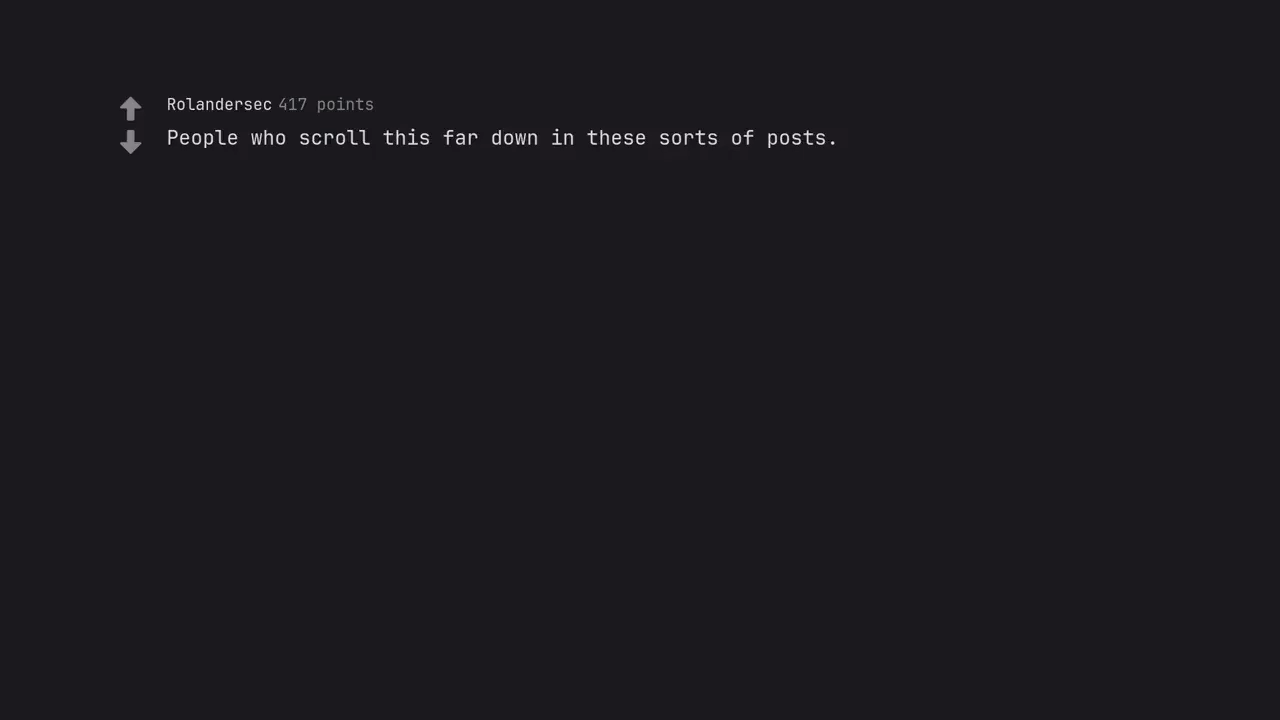 Rolandersec 417 points
People who scroll this far down in these sorts of posts.